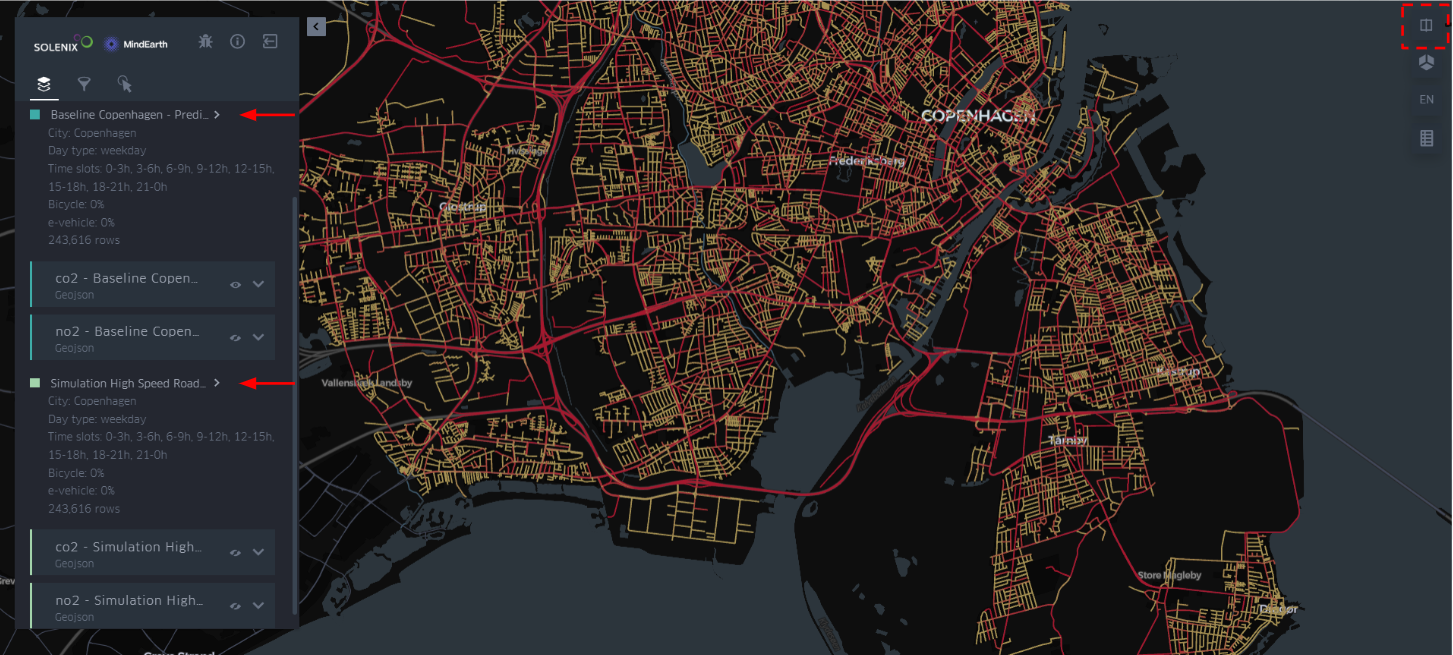 SOLENIX
MindEarth
Baseline Copenhagen - Predi...
City: Copenhagen
Day type: weekday
Time slots: 0-3h, 3-6h, 6-9h, 9-12h, 12-15h,
15-18h, 18-21h, 21-0h
Bicycle: 0%
e-vehicle: 0%
243,616 rows
co2 - Baseline Copen...
Geojson
no2 - Baseline Copen...
Geojson
Simulation High Speed Road...
City: Copenhagen
Day type: weekday
Time slots: 0-3h, 3-6h, 6-9h, 9-12h, 12-15h,
15-18h, 18-21h, 21-0h
Bicycle: 0%
e-vehicle: 0%
243,616 rows
co2 - Simulation High...
Geojson
no2 - Simulation High...
Geojson
EN
COPENHAGEN
Frederiksberg
Hvissinge
Glostrup
Vallensbæk Landsby
Kastrup
Tårnby
Store Magleby
Dragør
Grev